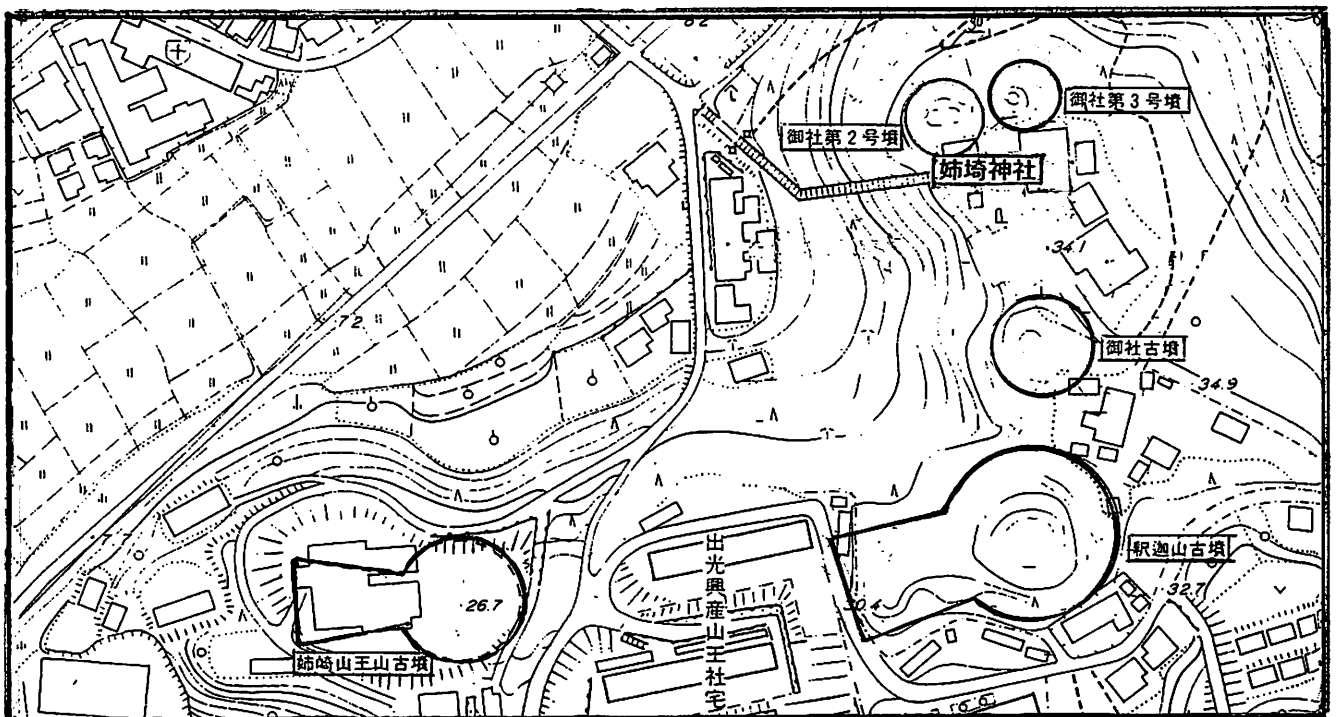 御社第3号墳
御社第2号墳
姉埼神社
34.1
72
御社古墳
34.9
釈迦山古墳
出光興産山王社宅
32.7
26.7
姉崎山王山古墳